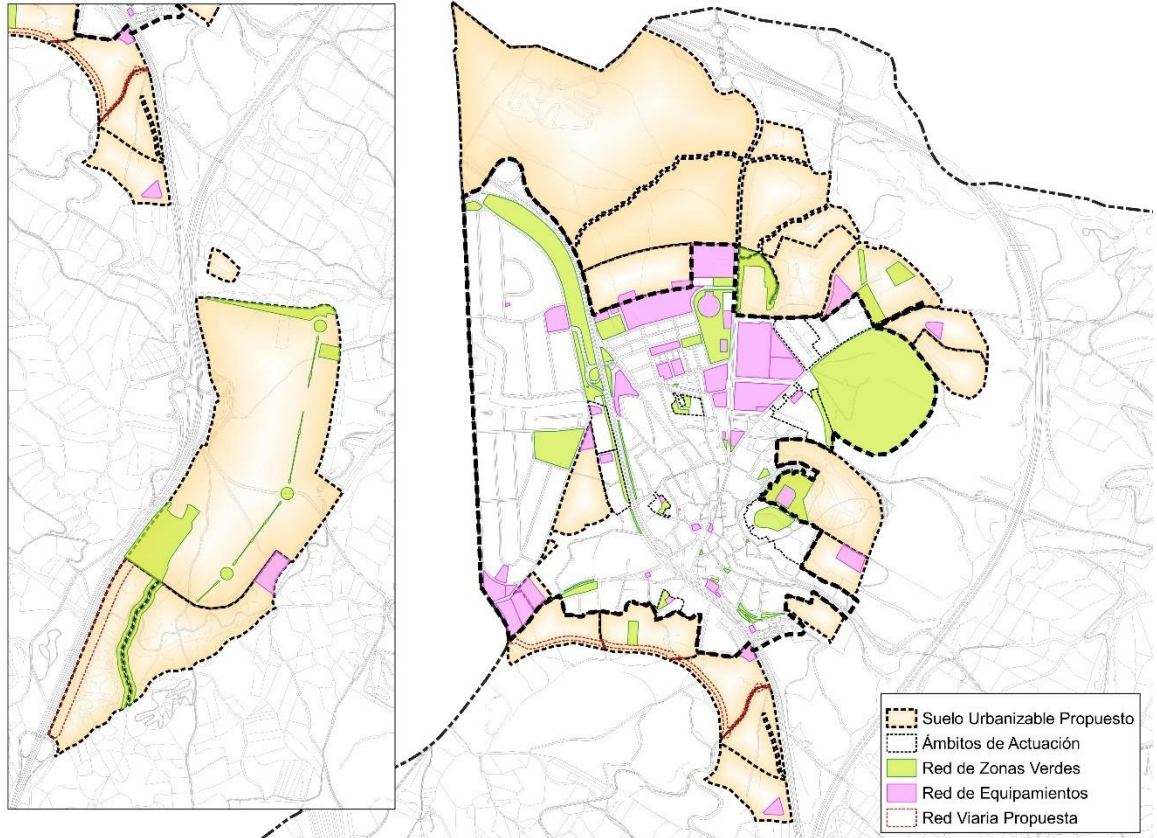 Suelo Urbanizable Propuesto
Ámbitos de Actuación
Red de Zonas Verdes
Red de Equipamientos
Red Viaria Propuesta